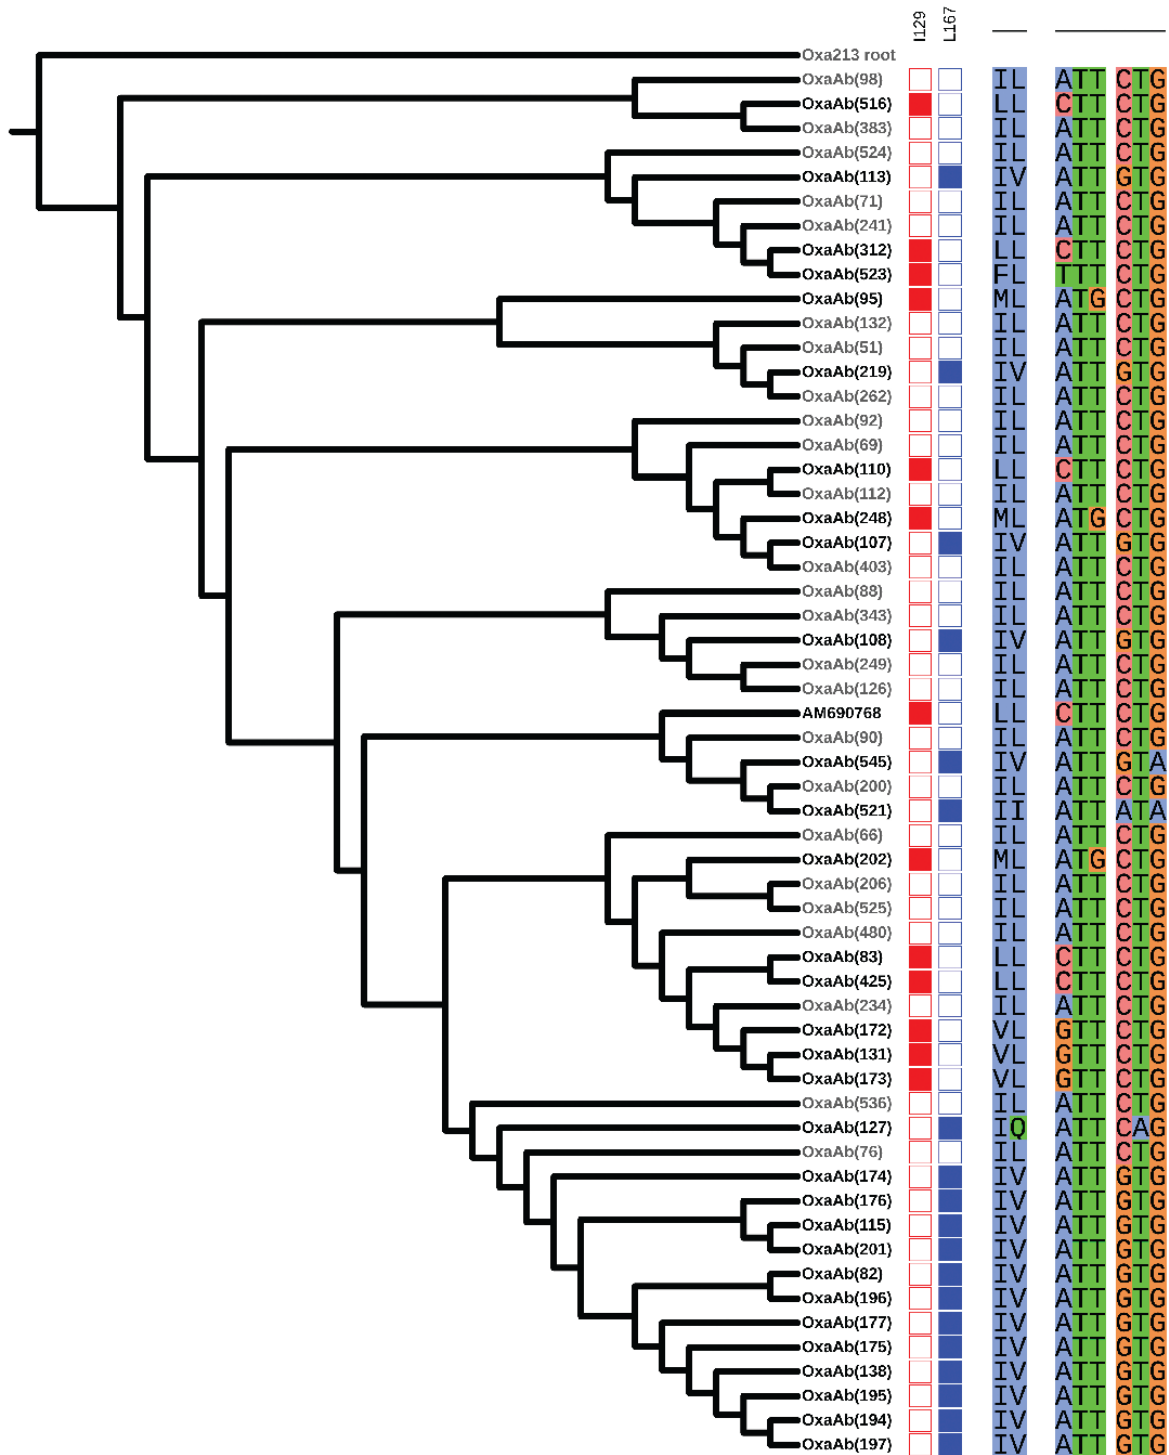 I129 L167
Oxa213 root
OxaAb(98) IL ATT CTG
OxaAb(516) LL CTT CTG
OxaAb(383) IL ATT CTG
OxaAb(524) IL ATT CTG
OxaAb(113) IV ATT GTG
OxaAb(71) IL ATT CTG
OxaAb(241) IL ATT CTG
OxaAb(312) LL CTT CTG
OxaAb(523) FL TTT CTG
OxaAb(95) ML ATG CTG
OxaAb(132) IL ATT CTG
OxaAb(51) IL ATT CTG
OxaAb(219) IV ATT GTG
OxaAb(262) IL ATT CTG
OxaAb(92) IL ATT CTG
OxaAb(69) IL ATT CTG
OxaAb(110) LL CTT CTG
OxaAb(112) IL ATT CTG
OxaAb(248) ML ATG CTG
OxaAb(107) IV ATT GTG
OxaAb(403) IL ATT CTG
OxaAb(88) IL ATT CTG
OxaAb(343) IL ATT CTG
OxaAb(108) IV ATT GTG
OxaAb(249) IL ATT CTG
OxaAb(126) IL ATT CTG
AM690768 LL CTT CTG
OxaAb(90) IL ATT CTG
OxaAb(545) IV ATT GTA
OxaAb(200) IL ATT CTG
OxaAb(521) II ATT ATA
OxaAb(66) IL ATT CTG
OxaAb(202) ML ATG CTG
OxaAb(206) IL ATT CTG
OxaAb(525) IL ATT CTG
OxaAb(480) IL ATT CTG
OxaAb(83) LL CTT CTG
OxaAb(425) LL CTT CTG
OxaAb(234) IL ATT CTG
OxaAb(172) VL GTT CTG
OxaAb(131) VL GTT CTG
OxaAb(173) VL GTT CTG
OxaAb(536) IL ATT CTG
OxaAb(127) IQ ATT CAG
OxaAb(76) IL ATT CTG
OxaAb(174) IV ATT GTG
OxaAb(176) IV ATT GTG
OxaAb(115) IV ATT GTG
OxaAb(201) IV ATT GTG
OxaAb(82) IV ATT GTG
OxaAb(196) IV ATT GTG
OxaAb(177) IV ATT GTG
OxaAb(175) IV ATT GTG
OxaAb(138) IV ATT GTG
OxaAb(195) IV ATT GTG
OxaAb(194) IV ATT GTG
OxaAb(197) IV ATT GTG